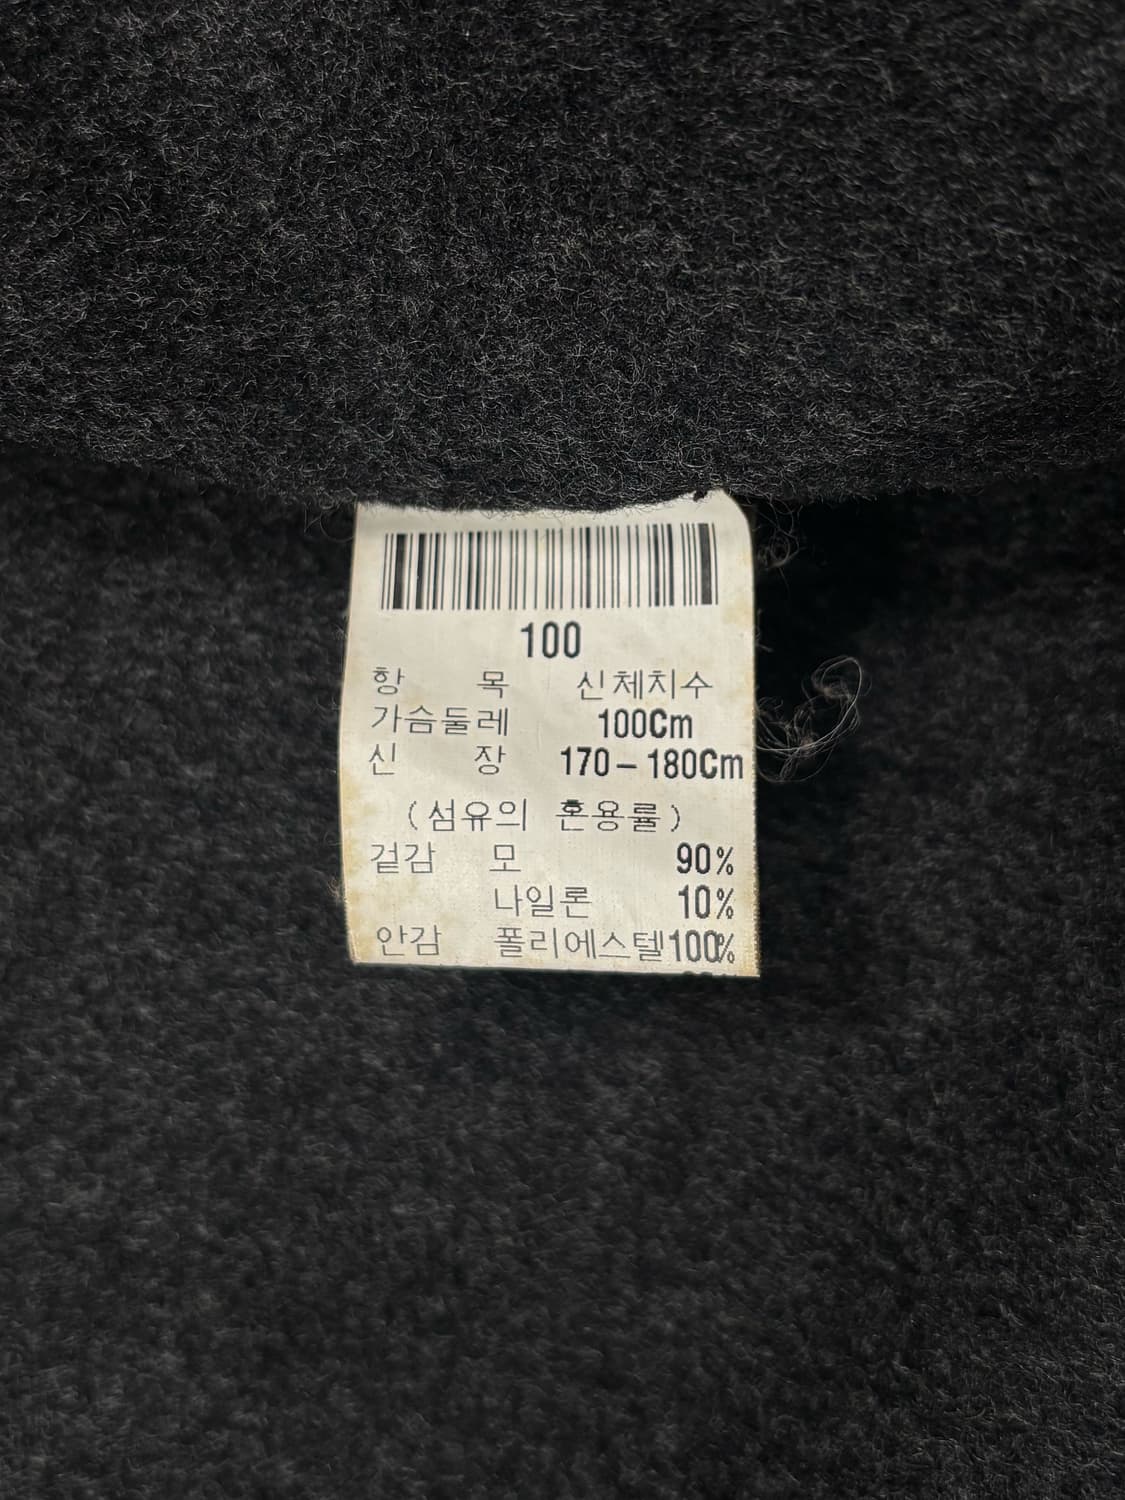 100
항 목 신체치수
가슴둘레 100Cm
신 장 170-180Cm
(섬유의 혼용률)
겉감 모 90%
나일론 10%
안감 폴리에스텔100%